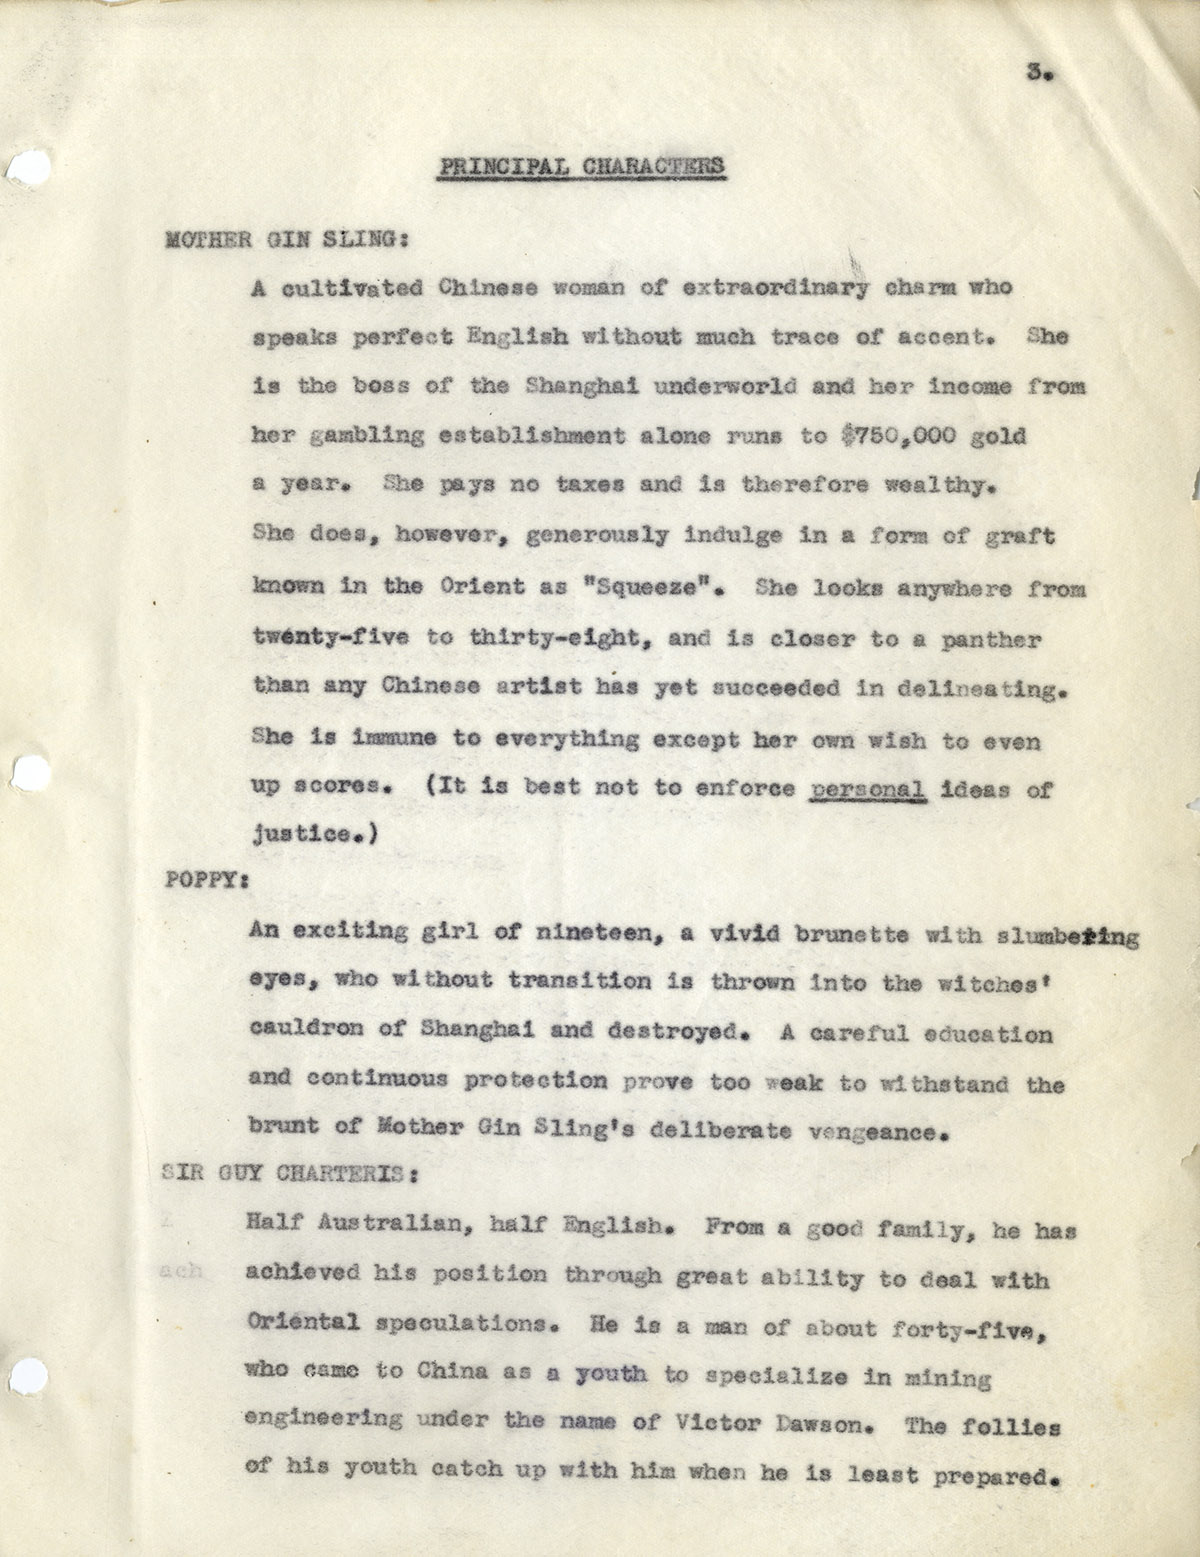 3.
PRINCIPAL CHARACTERS
MOTHER GIN SLING:
A cultivated Chinese woman of extraordinary charm who
speaks perfect English without much trace of accent. She
is the boss of the Shanghai underworld and her income from
her gambling establishment alone runs to $750,000 gold
a year. She pays no taxes and is therefore wealthy.
She does, however, generously indulge in a form of graft
known in the Orient as "Squeeze". She looks anywhere from
twenty-five to thirty-eight, and is closer to a panther
than any Chinese artist has yet succeeded in delineating.
She is immune to everything except her own wish to even
up scores. (It is best not to enforce personal ideas of
justice.)
POPPY:
An exciting girl of nineteen, a vivid brunette with slumbering
eyes, who without transition is thrown into the witches'
cauldron of Shanghai and destroyed. A careful education
and continuous protection prove too weak to withstand the
brunt of Mother Gin Sling's deliberate vengeance.
SIR GUY CHARTERIS:
Half Australian, half English. From a good family, he has
ach achieved his position through great ability to deal with
Oriental speculations. He is a man of about forty-five,
who came to China as a youth to specialize in mining
engineering under the name of Victor Dawson. The follies
of his youth catch up with him when he is least prepared.